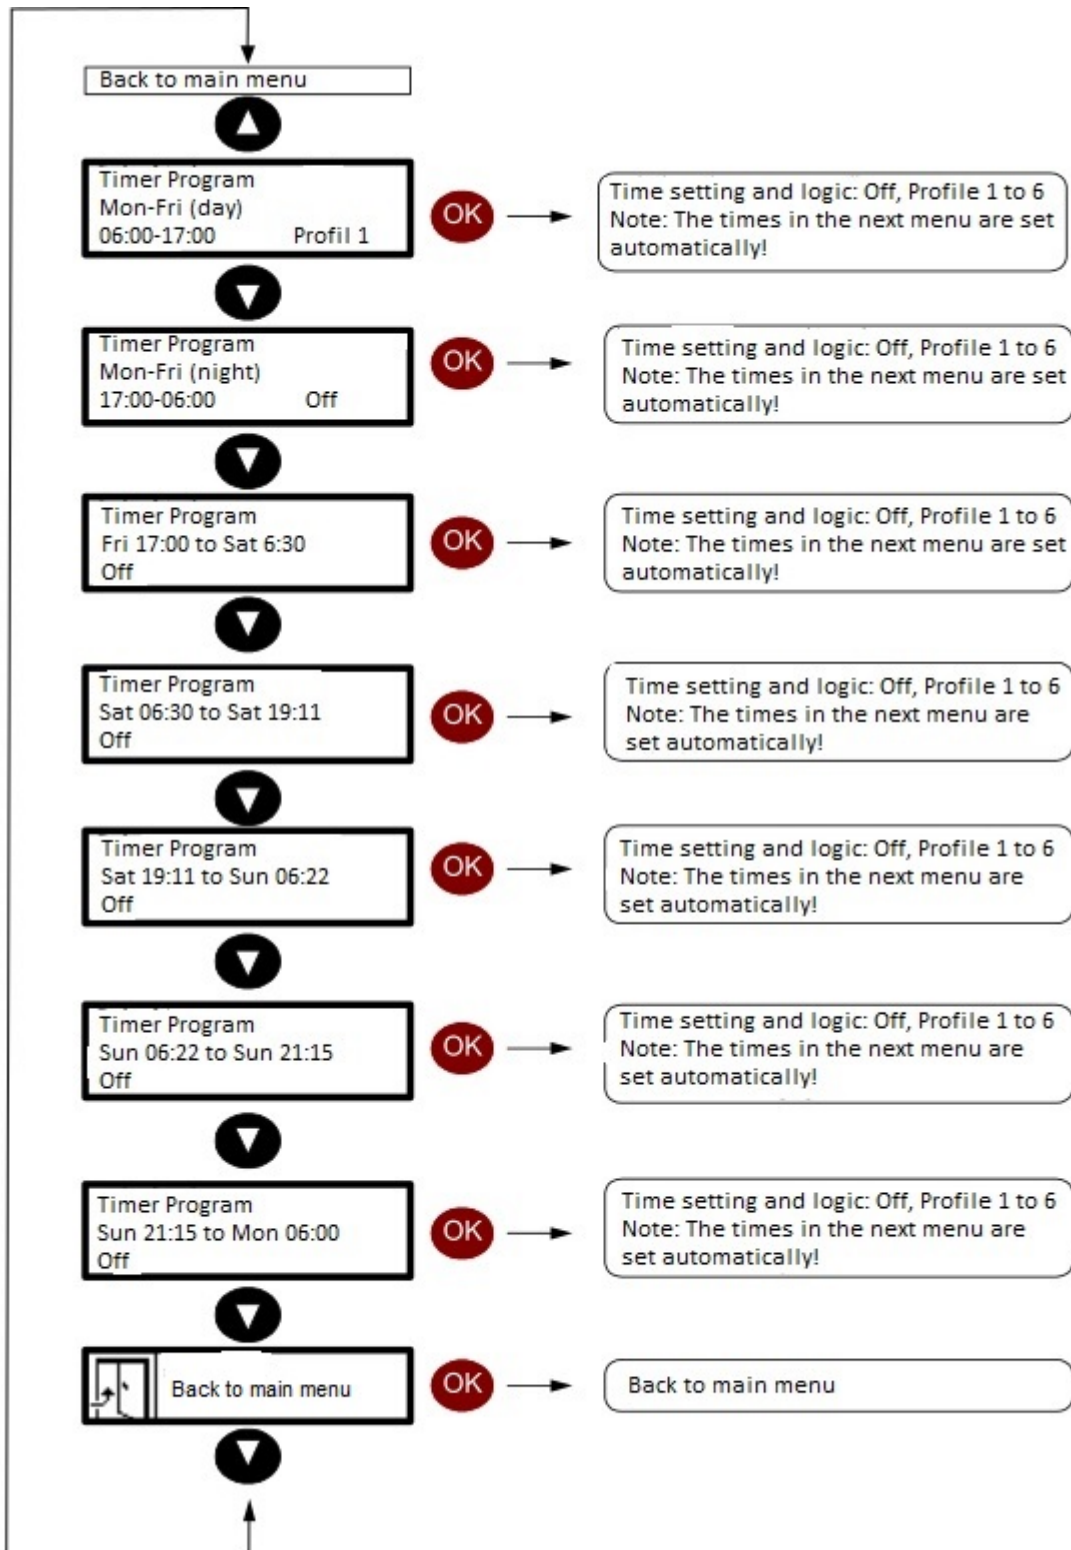 Back to main menu
Timer Program
Mon-Fri (day)
06:00-17:00 Profil 1
OK
Time setting and logic: Off, Profile 1 to 6
Note: The times in the next menu are set
automatically!
Timer Program
Mon-Fri (night)
17:00-06:00 Off
OK
Time setting and logic: Off, Profile 1 to 6
Note: The times in the next menu are set
automatically!
Timer Program
Fri 17:00 to Sat 6:30
Off
OK
Time setting and logic: Off, Profile 1 to 6
Note: The times in the next menu are set
automatically!
Timer Program
Sat 06:30 to Sat 19:11
Off
OK
Time setting and logic: Off, Profile 1 to 6
Note: The times in the next menu are
set automatically!
Timer Program
Sat 19:11 to Sun 06:22
Off
OK
Time setting and logic: Off, Profile 1 to 6
Note: The times in the next menu are
set automatically!
Timer Program
Sun 06:22 to Sun 21:15
Off
OK
Time setting and logic: Off, Profile 1 to 6
Note: The times in the next menu are
set automatically!
Timer Program
Sun 21:15 to Mon 06:00
Off
OK
Time setting and logic: Off, Profile 1 to 6
Note: The times in the next menu are
set automatically!
Back to main menu
OK
Back to main menu